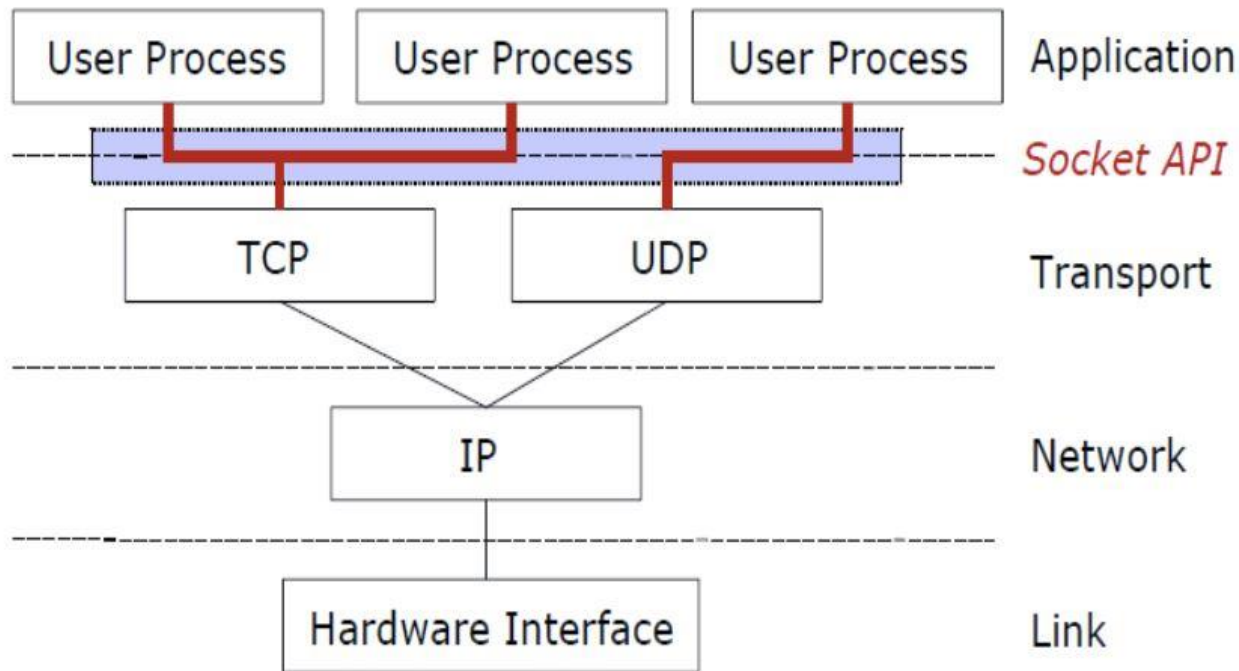 User Process User Process User Process Application
Socket API
TCP UDP Transport
IP Network
Hardware Interface Link